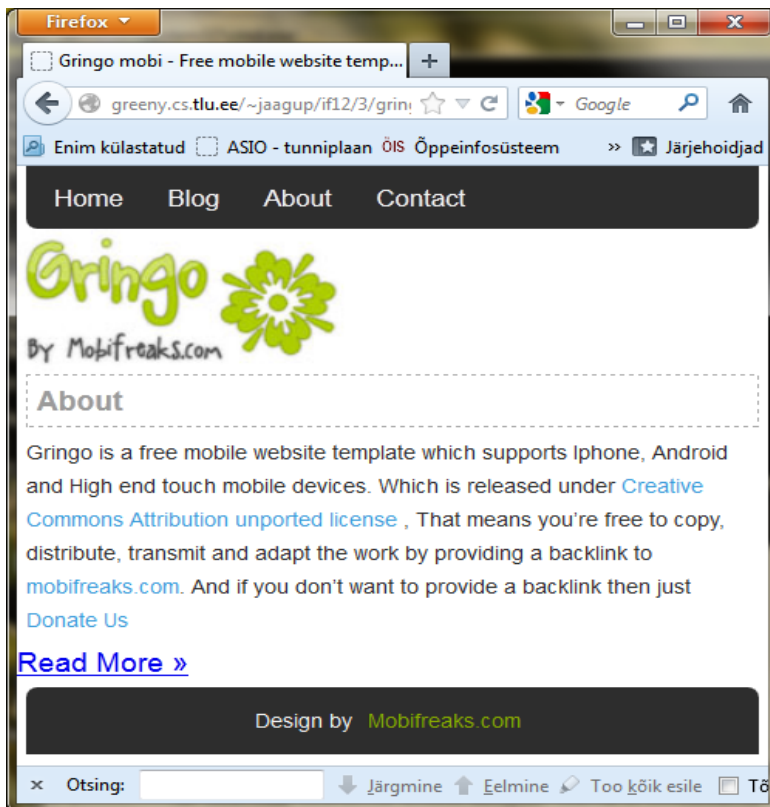 Firefox
Gringo mobi - Free mobile website temp...
greeny.cs.tlu.ee/~jaagup/if12/3/grin
Google
Enim külastatud ASIO - tunniplaan ÖIS Õppeinfosüsteem » Järjehoidjad
Home Blog About Contact
Gringo
By Mobifreaks.com
About
Gringo is a free mobile website template which supports Iphone, Android
and High end touch mobile devices. Which is released under Creative
Commons Attribution unported license , That means you’re free to copy,
distribute, transmit and adapt the work by providing a backlink to
mobifreaks.com. And if you don’t want to provide a backlink then just
Donate Us
Read More »
Design by Mobifreaks.com
× Otsing: Järgmine Eelmine Too kõik esile Tõ